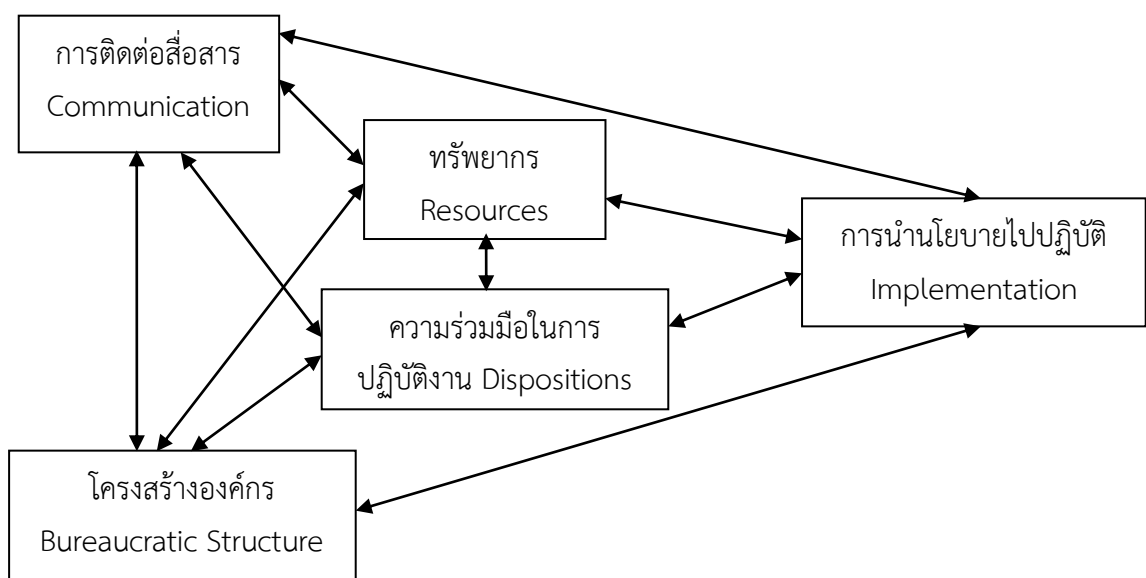 การติดต่อสื่อสาร
Communication
ทรัพยากร
Resources
การนำนโยบายไปปฏิบัติ
Implementation
ความร่วมมือในการ
ปฏิบัติงาน Dispositions
โครงสร้างองค์กร
Bureaucratic Structure